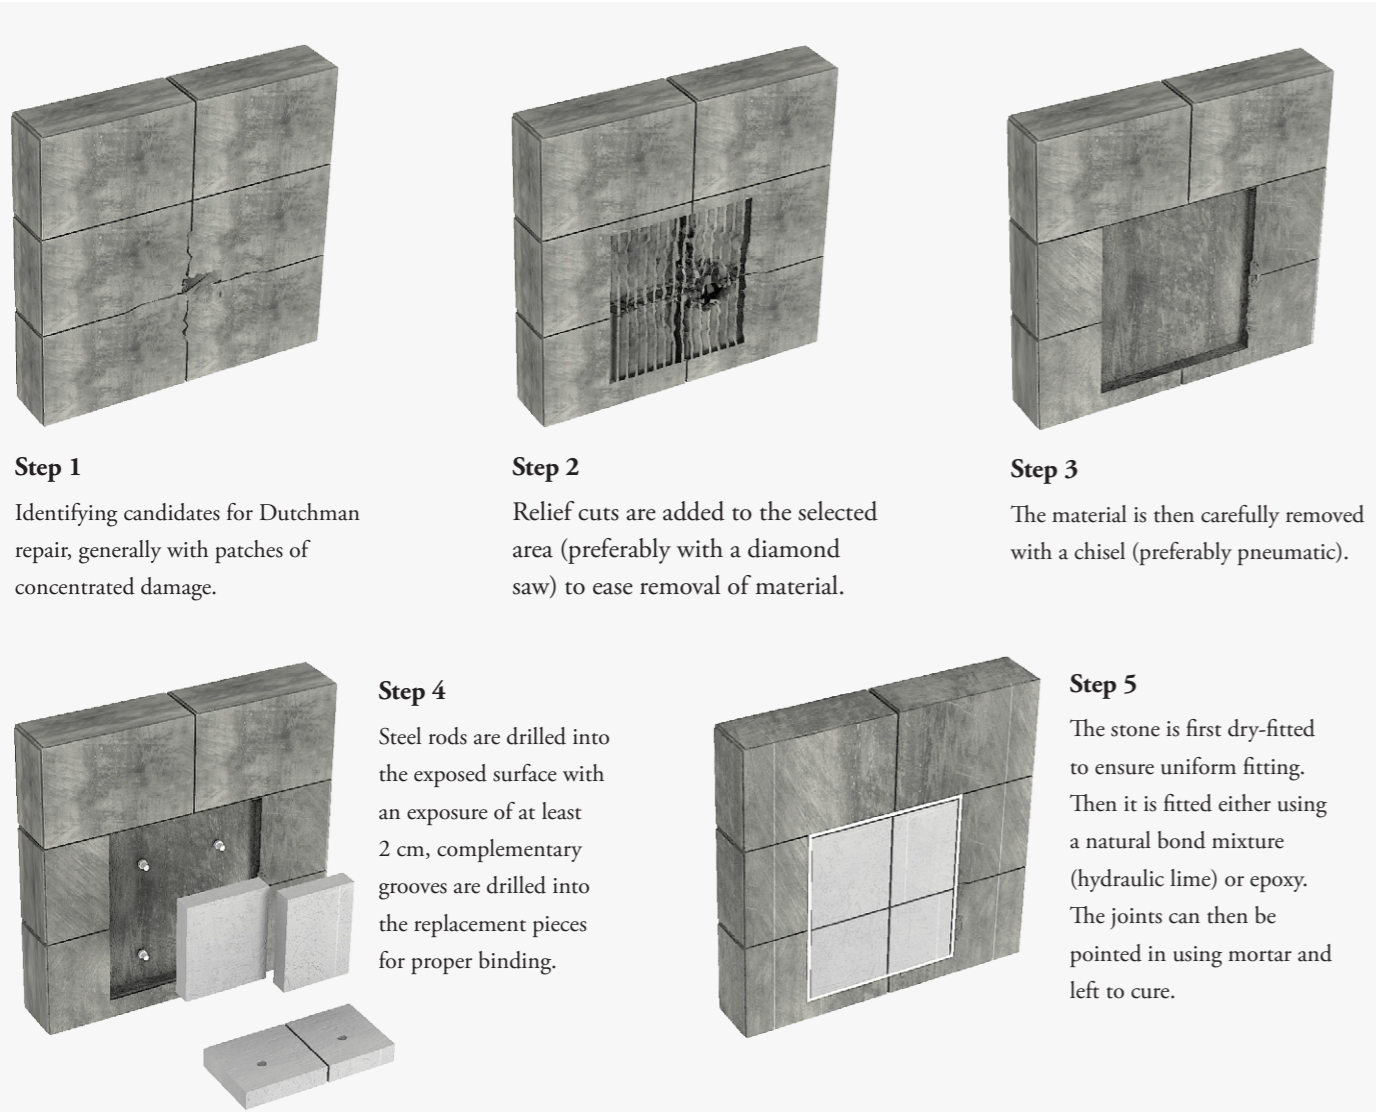 Step 1
Identifying candidates for Dutchman
repair, generally with patches of
concentrated damage.
Step 2
Relief cuts are added to the selected
area (preferably with a diamond
saw) to ease removal of material.
Step 3
The material is then carefully removed
with a chisel (preferably pneumatic).
Step 4
Steel rods are drilled into
the exposed surface with
an exposure of at least
2 cm, complementary
grooves are drilled into
the replacement pieces
for proper binding.
Step 5
The stone is first dry-fitted
to ensure uniform fitting.
Then it is fitted either using
a natural bond mixture
(hydraulic lime) or epoxy.
The joints can then be
pointed in using mortar and
left to cure.